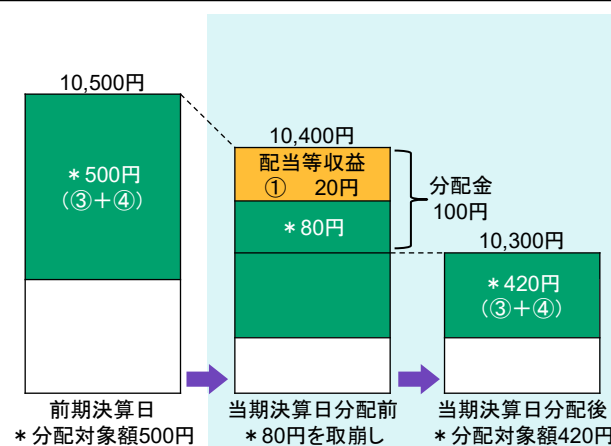 10,500円
＊500円
（③＋④）
前期決算日
＊分配対象額500円
10,400円
配当等収益
① 20円
＊80円
分配金
100円
当期決算日分配前
＊80円を取崩し
10,300円
＊420円
（③＋④）
当期決算日分配後
＊分配対象額420円